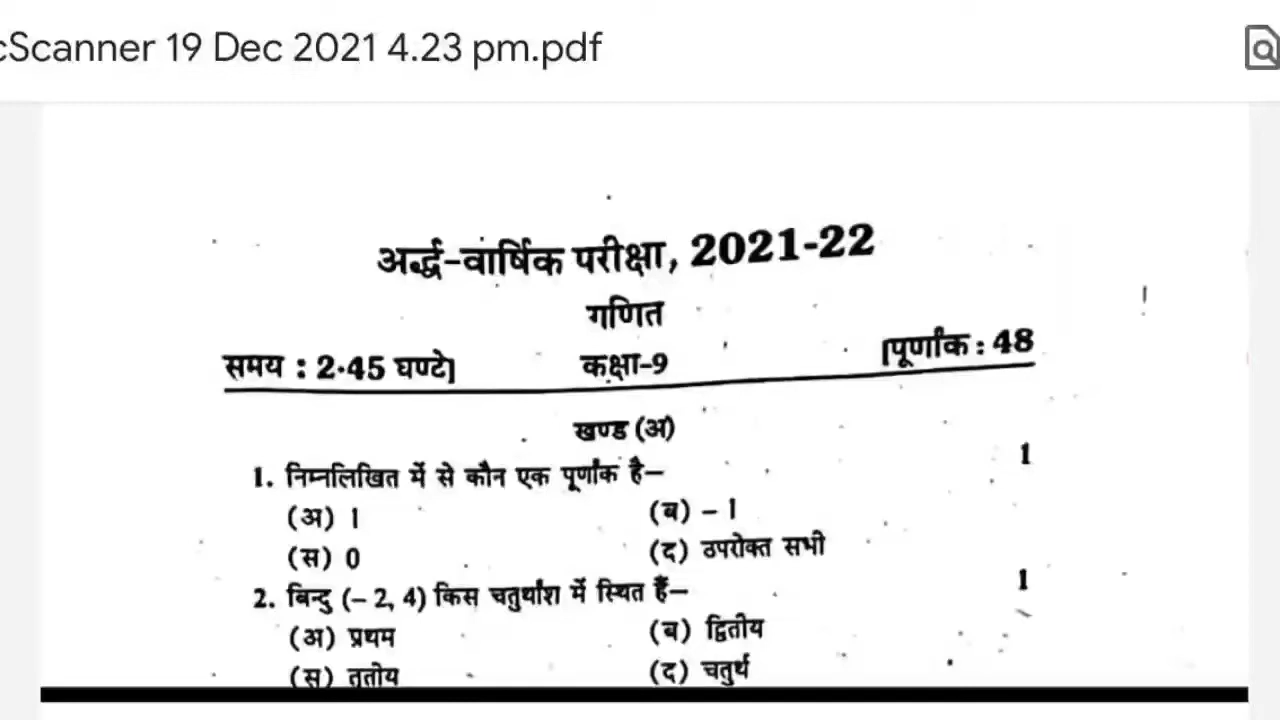 cScanner 19 Dec 2021 4.23 pm.pdf
अर्द्ध-वार्षिक परीक्षा, 2021-22
गणित
समय : 2·45 घण्टे] कक्षा-9 [पूर्णांक : 48
खण्ड (अ)
1. निम्नलिखित में से कौन एक पूर्णांक है— 1
(अ) 1 (ब) – 1
(स) 0 (द) उपरोक्त सभी
2. बिन्दु (– 2, 4) किस चतुर्थांश में स्थित हैं— 1
(अ) प्रथम (ब) द्वितीय
(स) तृतीय (द) चतुर्थ